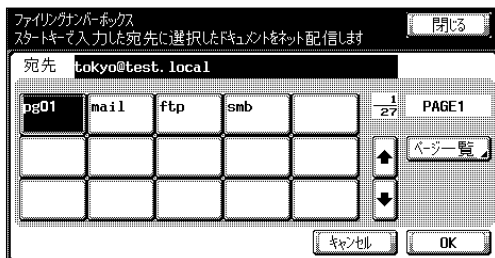 ファイリングナンバーボックス
スタートキーで入力した宛先に選択したドキュメントをネット配信します
閉じる
宛先 tokyo@test.local
pg01 mail ftp smb
1
27
PAGE1
ページ一覧
キャンセル OK